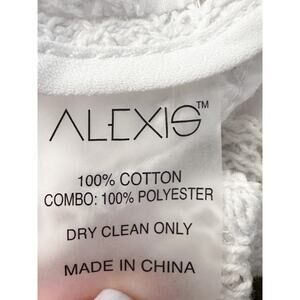 ALEXIS™
100% COTTON
COMBO: 100% POLYESTER
DRY CLEAN ONLY
MADE IN CHINA